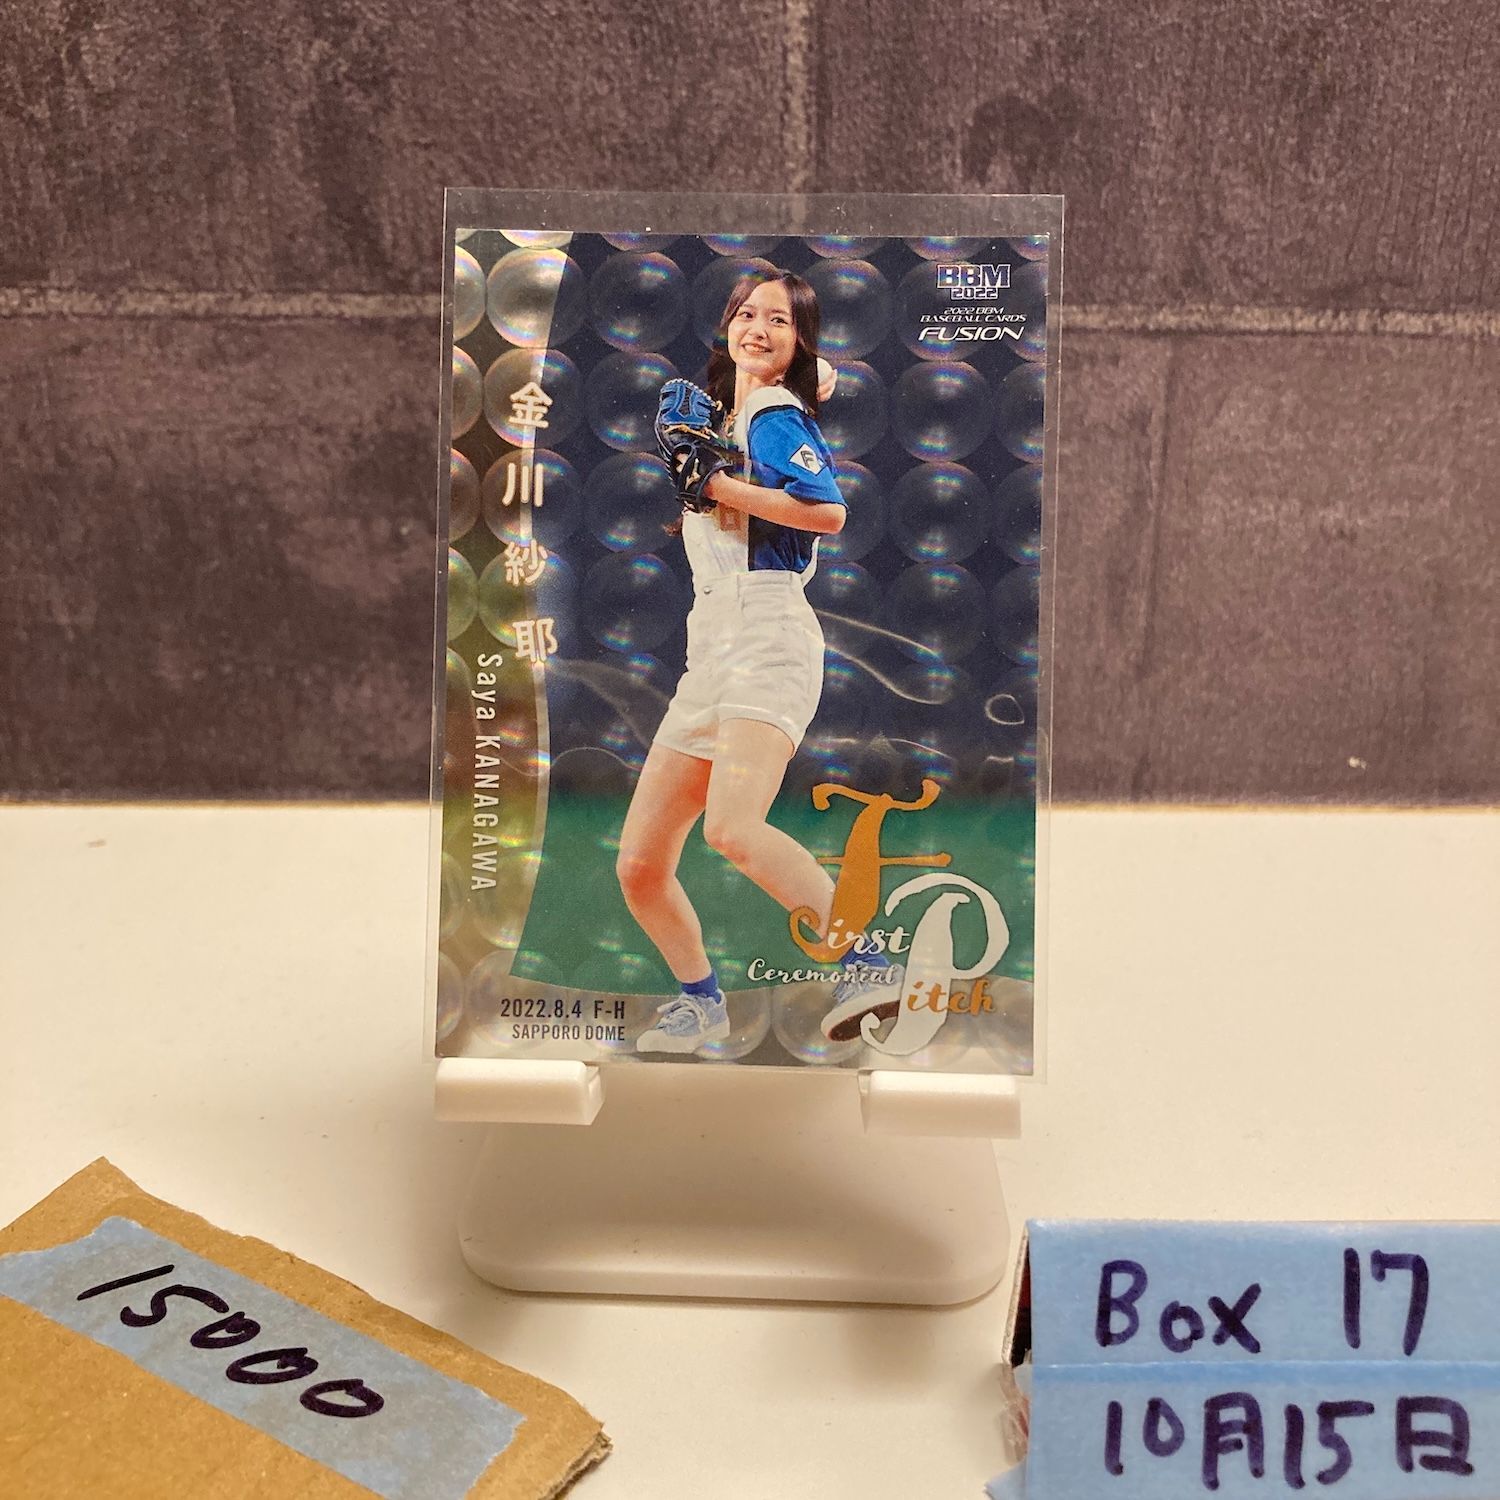 BBM
2022
2022 BBM
BASEBALL CARDS
FUSION
金川紗耶
Saya KANAGAWA
F
First
Ceremonial
Pitch
2022.8.4 F-H
SAPPORO DOME
15000
Box 17
10月15日